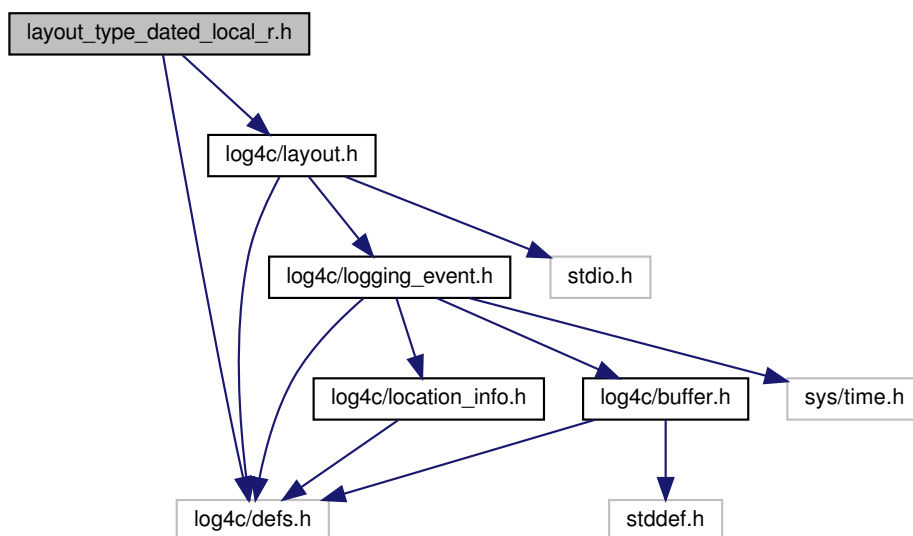 layout_type_dated_local_r.h
log4c/layout.h
log4c/logging_event.h
stdio.h
log4c/location_info.h
log4c/buffer.h
sys/time.h
log4c/defs.h
stddef.h